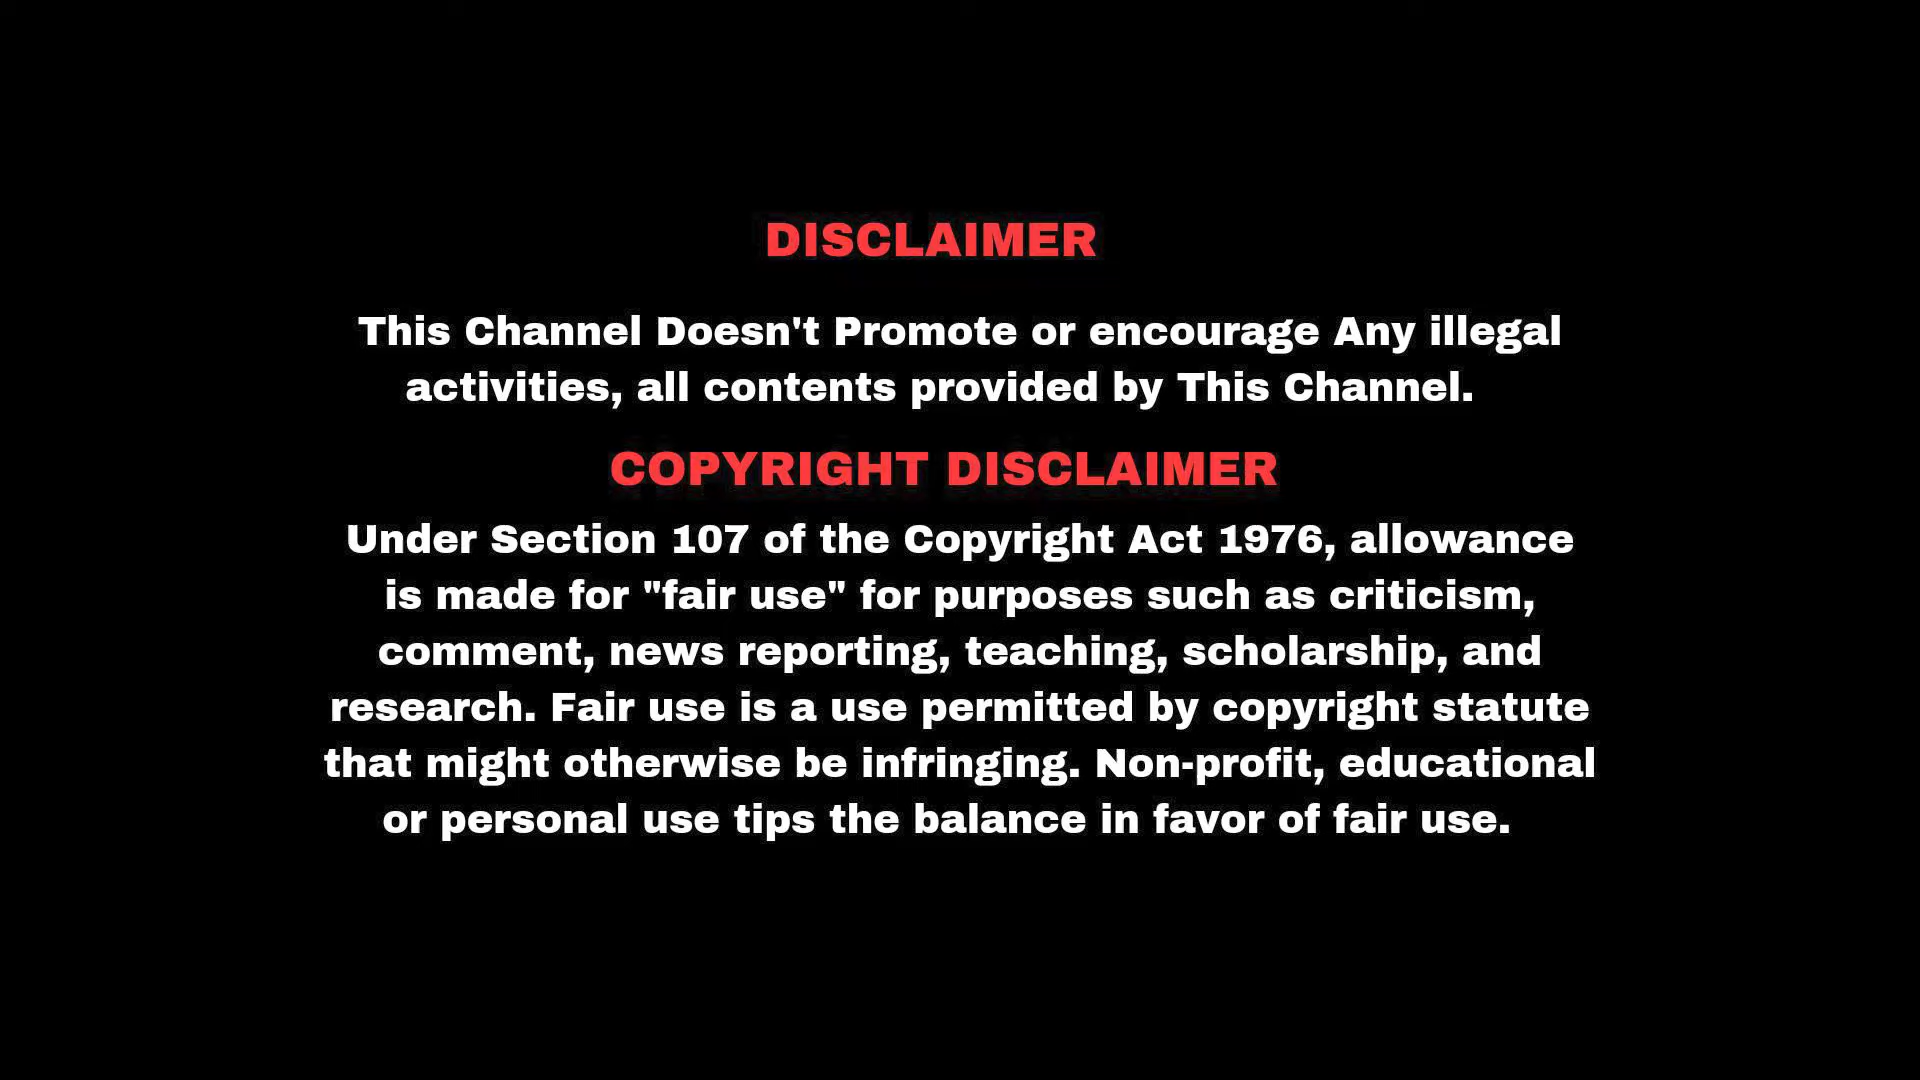 DISCLAIMER
This Channel Doesn't Promote or encourage Any illegal
activities, all contents provided by This Channel.
COPYRIGHT DISCLAIMER
Under Section 107 of the Copyright Act 1976, allowance
is made for "fair use" for purposes such as criticism,
comment, news reporting, teaching, scholarship, and
research. Fair use is a use permitted by copyright statute
that might otherwise be infringing. Non-profit, educational
or personal use tips the balance in favor of fair use.